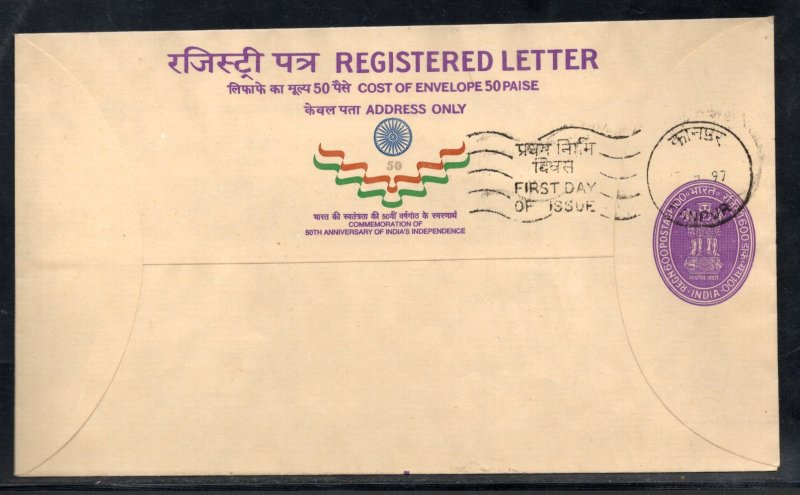 रजिस्ट्री पत्र REGISTERED LETTER
लिफाफे का मूल्य 50 पैसे COST OF ENVELOPE 50 PAISE
केवल पता ADDRESS ONLY
50
भारत की स्वतंत्रता की 50वीं वर्षगांठ के स्मरणार्थ
COMMEMORATION OF
50TH ANNIVERSARY OF INDIA'S INDEPENDENCE
प्रथम
दिवस
FIRST DAY
OF ISSUE
कानपुर
97
भारत
INDIA